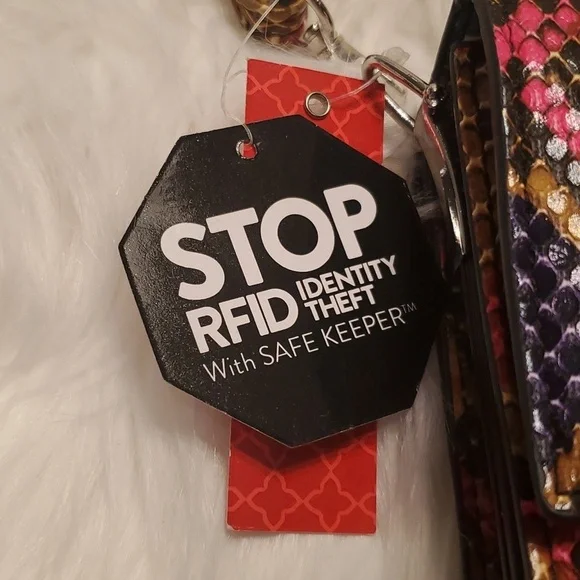 STOP
RFID IDENTITY
THEFT
With SAFE KEEPER™